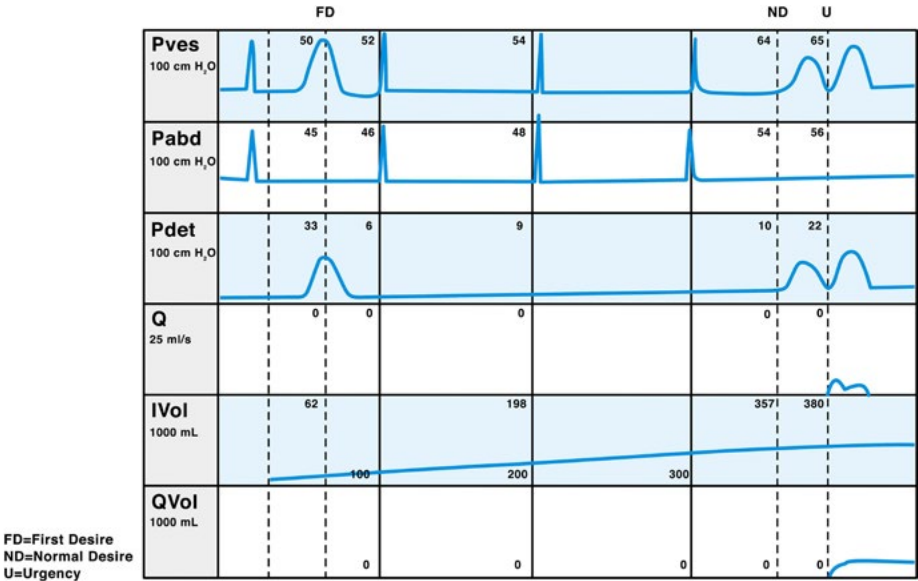 FD ND U
Pves 50 52 54 64 65
100 cm H₂O
Pabd 45 46 48 54 56
100 cm H₂O
Pdet 33 6 9 10 22
100 cm H₂O
Q 0 0 0 0 0
25 ml/s
IVol 62 198 357 380
1000 mL
100 200 300
QVol
1000 mL
0 0 0 0
FD=First Desire
ND=Normal Desire
U=Urgency